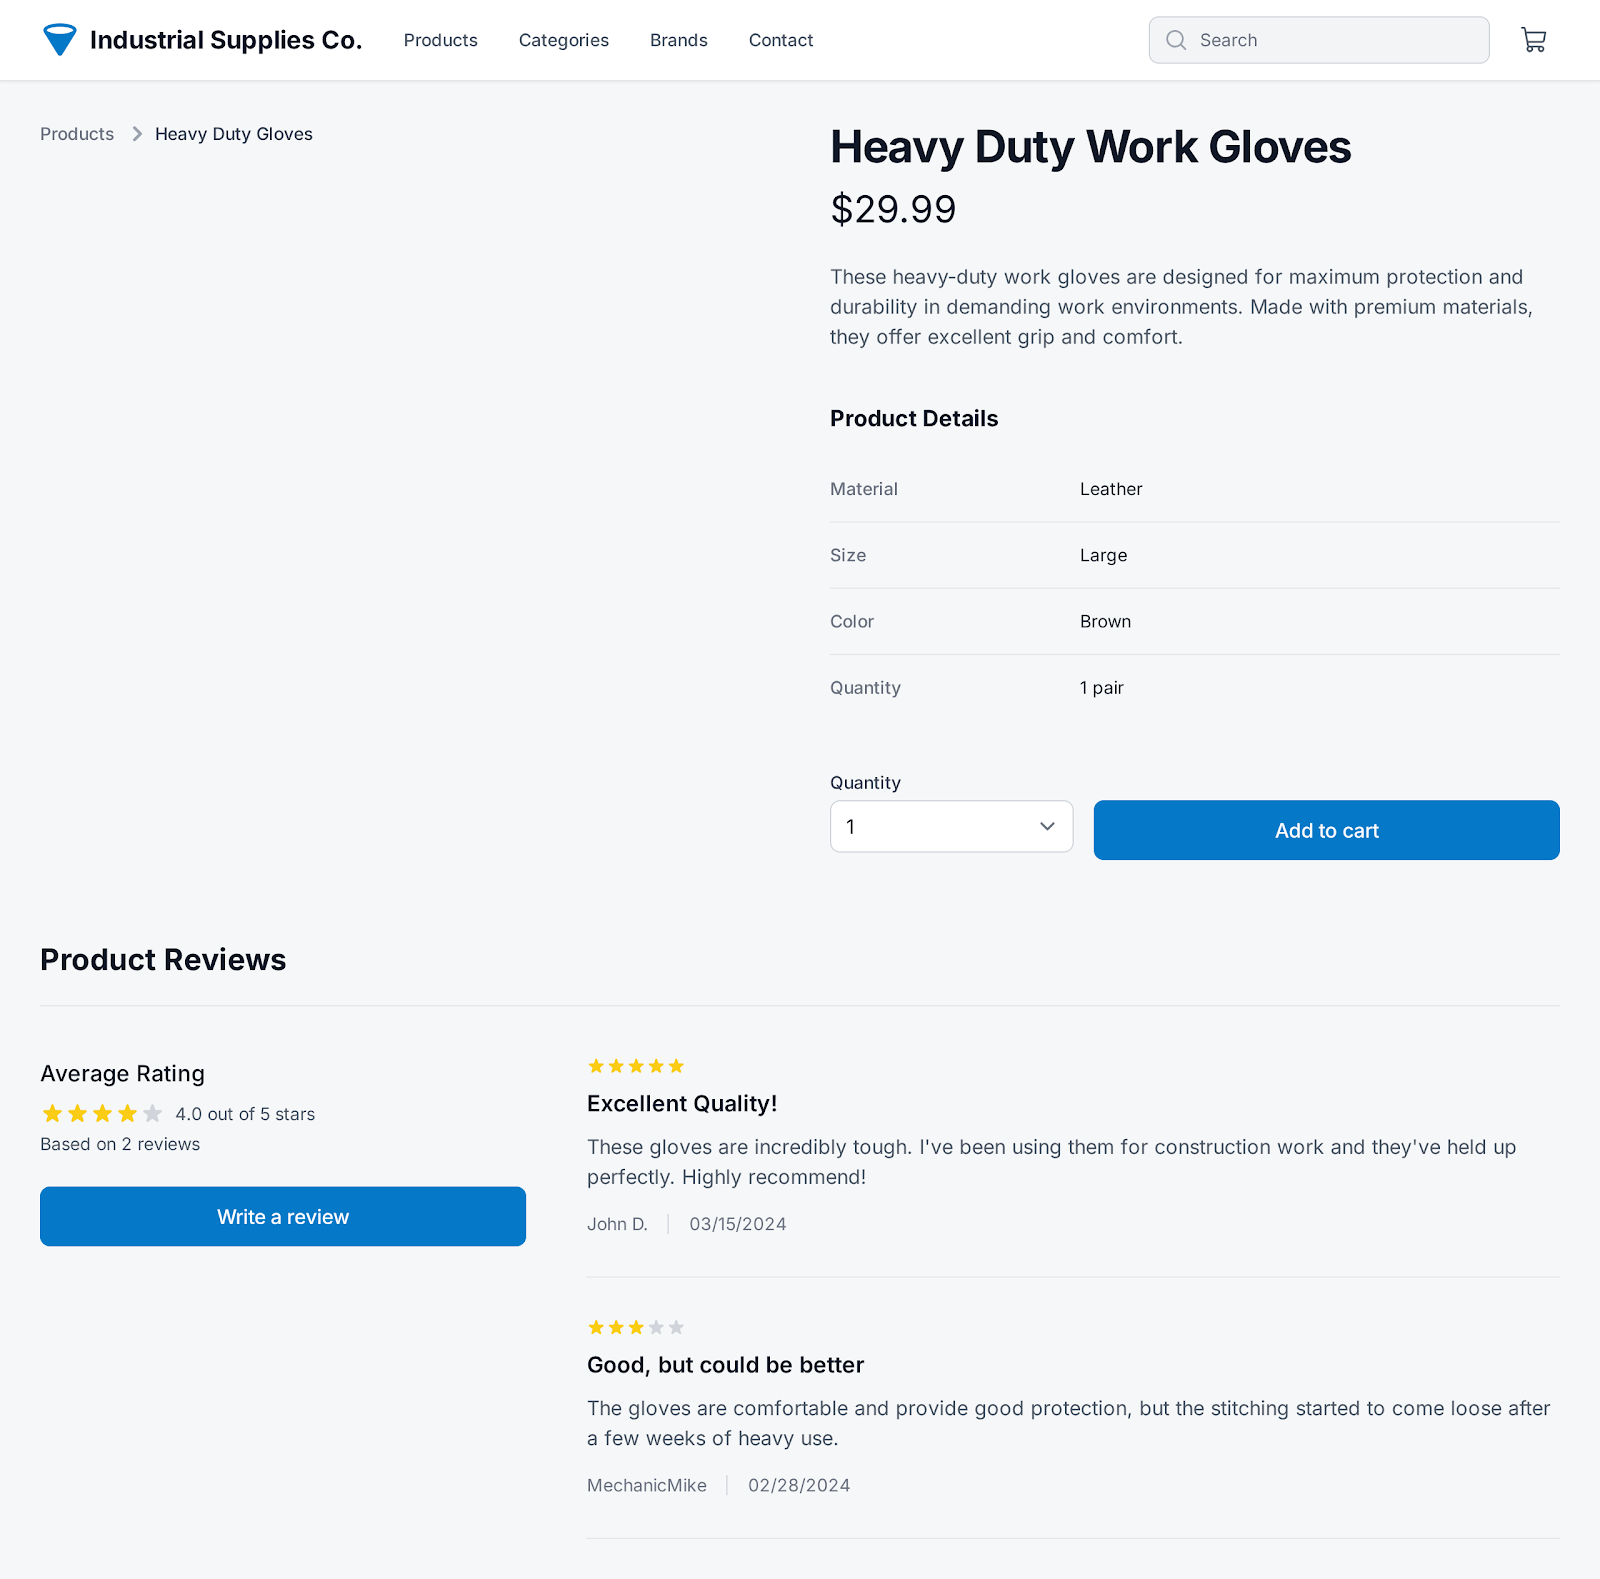 Industrial Supplies Co.
Products
Categories
Brands
Contact
Search
Products
Heavy Duty Gloves
Heavy Duty Work Gloves
$29.99
These heavy-duty work gloves are designed for maximum protection and
durability in demanding work environments. Made with premium materials,
they offer excellent grip and comfort.
Product Details
Material Leather
Size Large
Color Brown
Quantity 1 pair
Quantity
1
Add to cart
Product Reviews
Average Rating
4.0 out of 5 stars
Based on 2 reviews
Write a review
Excellent Quality!
These gloves are incredibly tough. I've been using them for construction work and they've held up
perfectly. Highly recommend!
John D. 03/15/2024
Good, but could be better
The gloves are comfortable and provide good protection, but the stitching started to come loose after
a few weeks of heavy use.
MechanicMike 02/28/2024